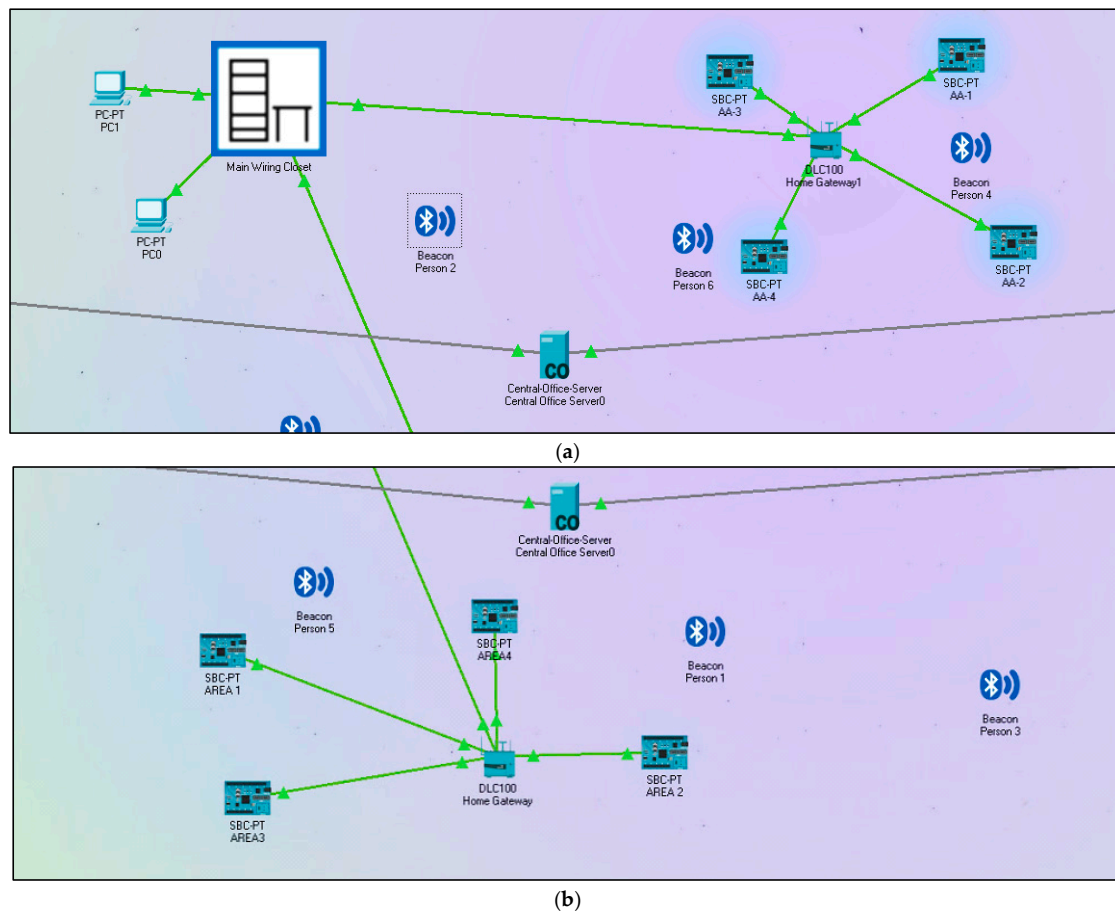 SBC-PT
AA-3
SBC-PT
AA-1
PC-PT
PC1
Main Wiring Closet
DLC100
Home Gateway1
Beacon
Person 4
PC-PT
PC0
Beacon
Person 2
Beacon
Person 6
SBC-PT
AA-4
SBC-PT
AA-2
CO
Central-Office-Server
Central Office Server0
(a)
CO
Central-Office-Server
Central Office Server0
Beacon
Person 5
SBC-PT
AREA4
SBC-PT
AREA 1
Beacon
Person 1
Beacon
Person 3
DLC100
Home Gateway
SBC-PT
AREA 2
SBC-PT
AREA3
(b)